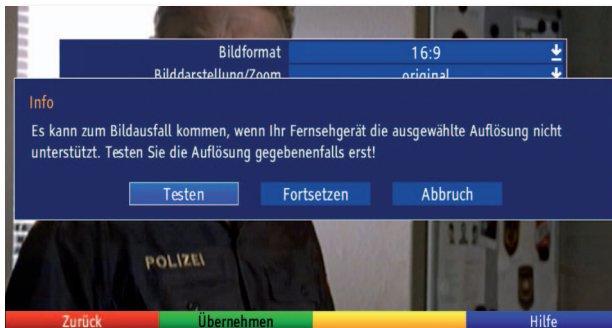 Bildformat 16:9
Bilddarstellung/Zoom original
Info
Es kann zum Bildausfall kommen, wenn Ihr Fernsehgerät die ausgewählte Auflösung nicht
unterstützt. Testen Sie die Auflösung gegebenenfalls erst!
Testen Fortsetzen Abbruch
POLIZEI
Zurück Übernehmen Hilfe